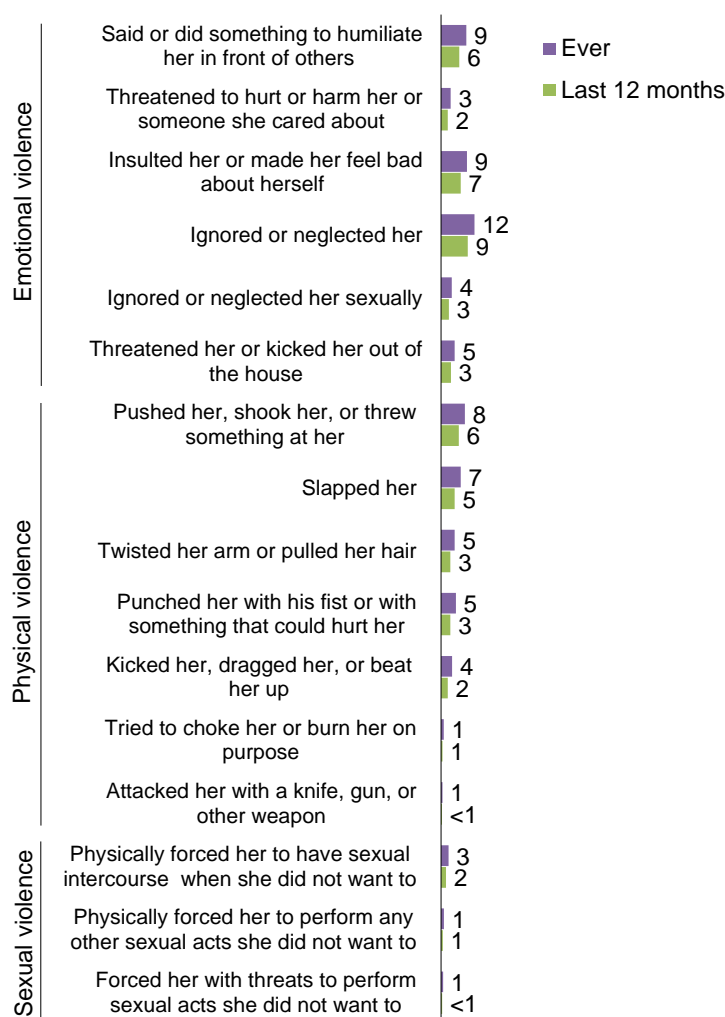 Emotional violence
Said or did something to humiliate
her in front of others
9
6
Threatened to hurt or harm her or
someone she cared about
3
2
Insulted her or made her feel bad
about herself
9
7
Ignored or neglected her
12
9
Ignored or neglected her sexually
4
3
Threatened her or kicked her out of
the house
5
3
Physical violence
Pushed her, shook her, or threw
something at her
8
6
Slapped her
7
5
Twisted her arm or pulled her hair
5
3
Punched her with his fist or with
something that could hurt her
5
3
Kicked her, dragged her, or beat
her up
4
2
Tried to choke her or burn her on
purpose
1
1
Attacked her with a knife, gun, or
other weapon
1
<1
Sexual violence
Physically forced her to have sexual
intercourse when she did not want to
3
2
Physically forced her to perform any
other sexual acts she did not want to
1
1
Forced her with threats to perform
sexual acts she did not want to
1
<1
Ever
Last 12 months